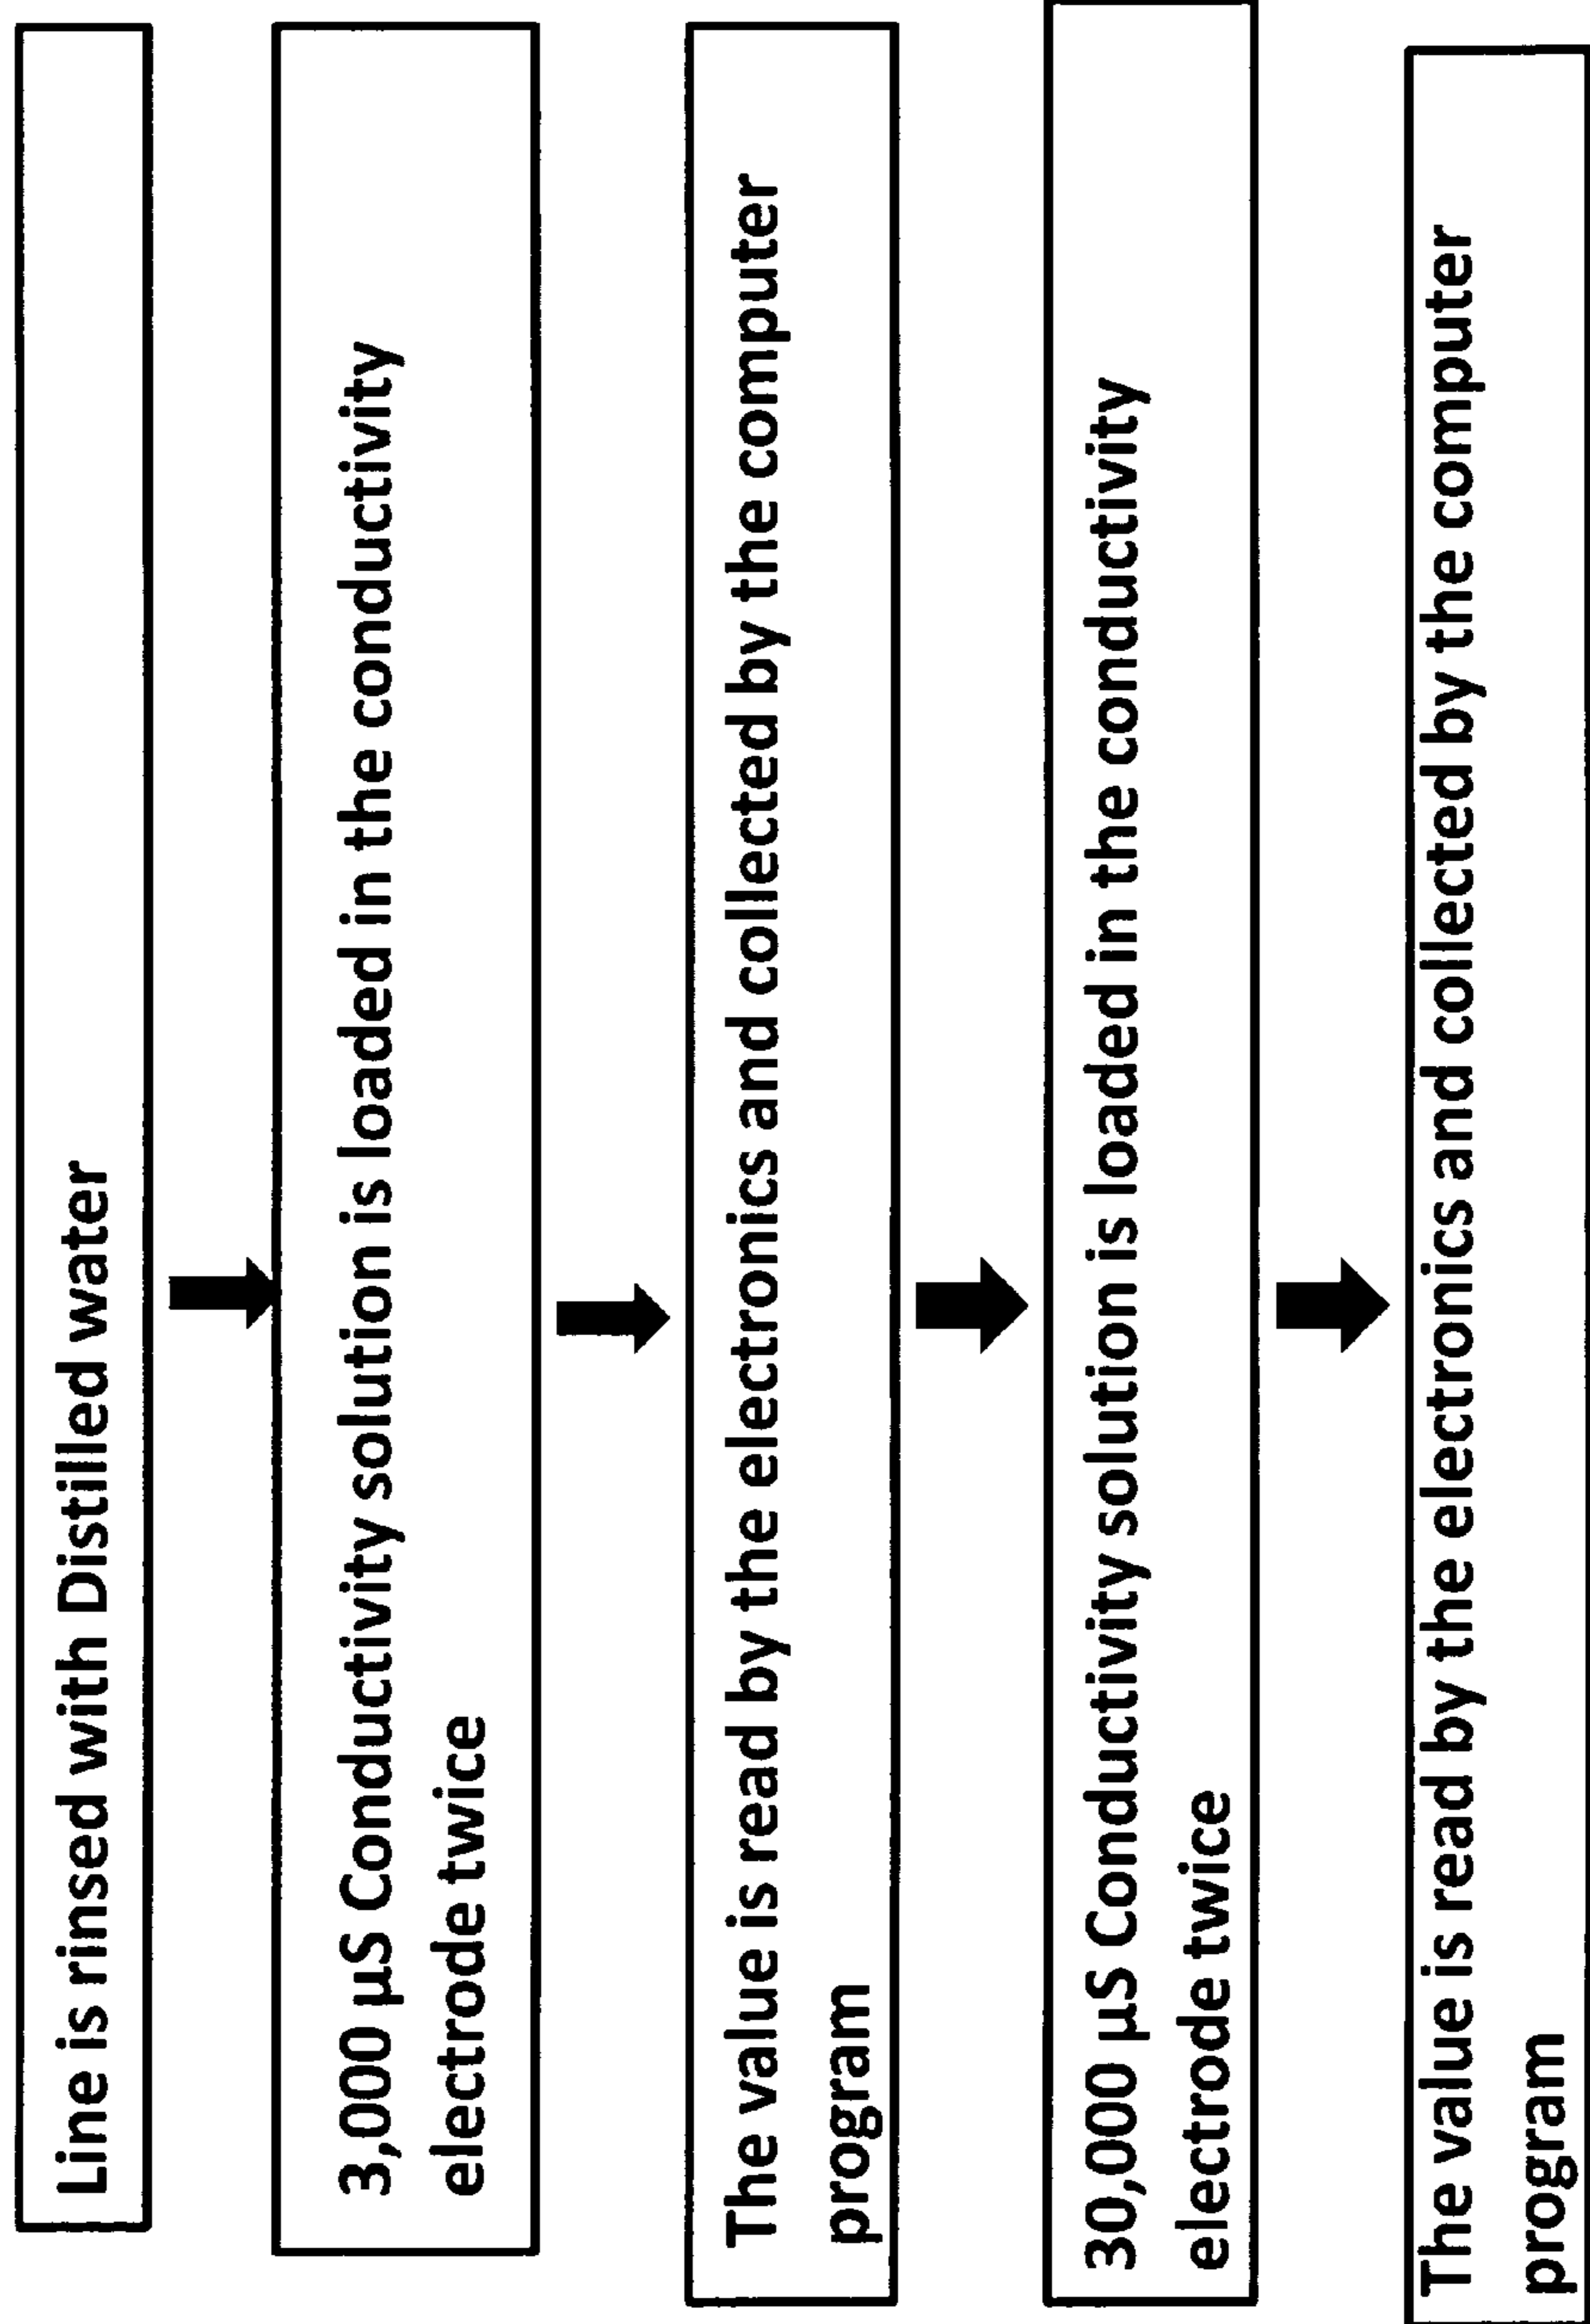 Line is rinsed with Distilled water
3,000 µS Conductivity solution is loaded in the conductivity
electrode twice
The value is read by the electronics and collected by the computer
program
30,000 µS Conductivity solution is loaded in the conductivity
electrode twice
The value is read by the electronics and collected by the computer
program